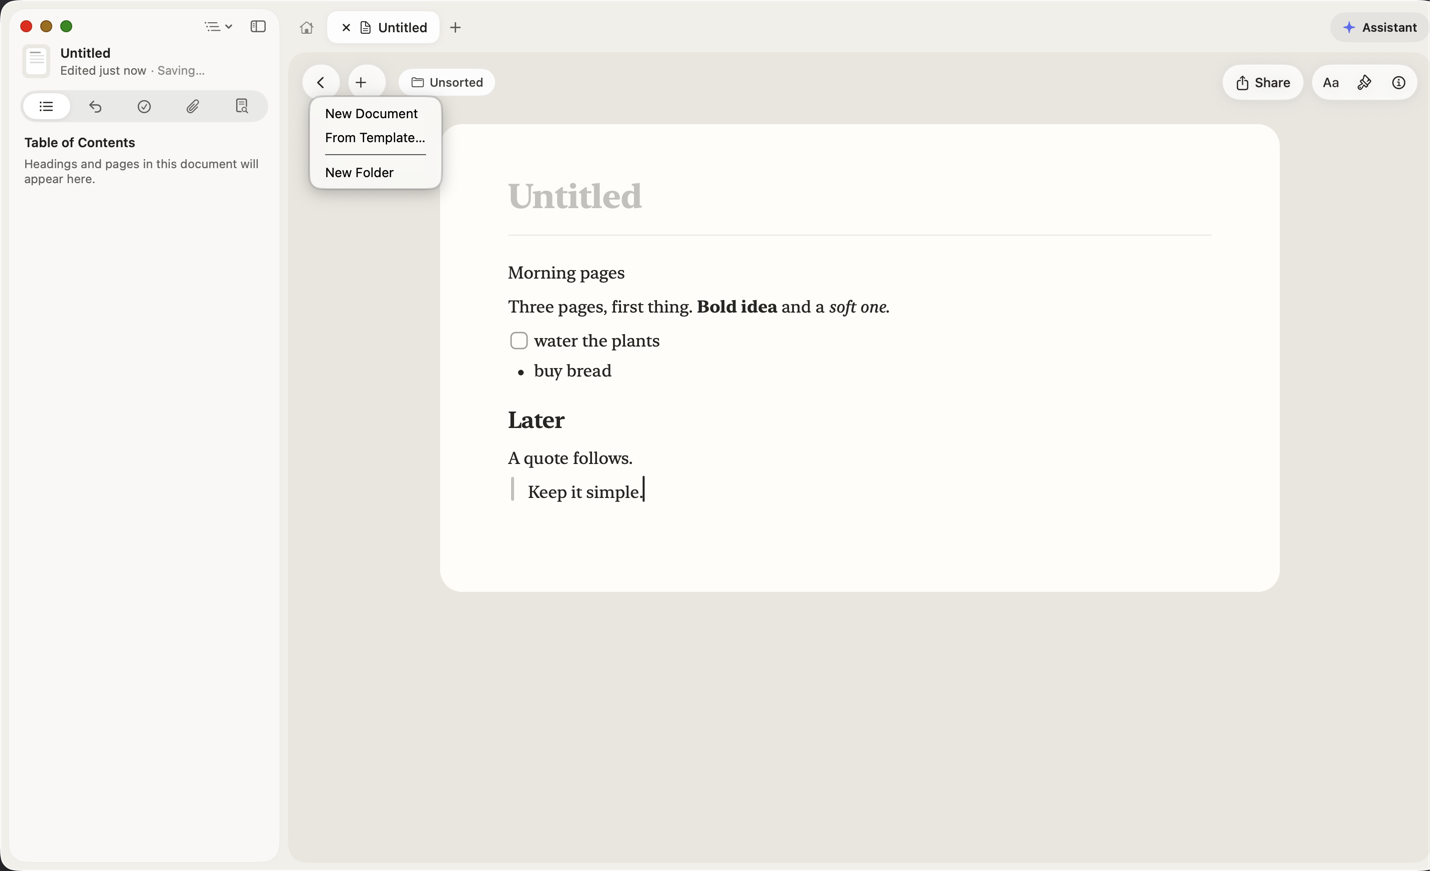 Untitled
Edited just now · Saving...
Table of Contents
Headings and pages in this document will
appear here.
Untitled
Assistant
Unsorted
Share
Aa
New Document
From Template...
New Folder
Untitled
Morning pages
Three pages, first thing. Bold idea and a soft one.
water the plants
• buy bread
Later
A quote follows.
Keep it simple.